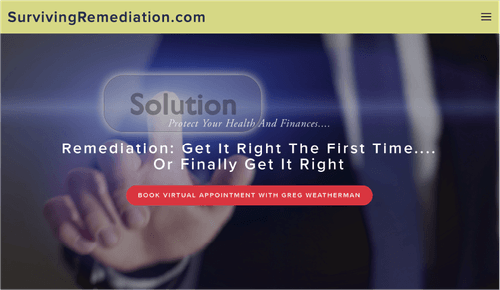 SurvivingRemediation.com
Solution
Protect Your Health And Finances....
Remediation: Get It Right The First Time....
Or Finally Get It Right
BOOK VIRTUAL APPOINTMENT WITH GREG WEATHERMAN